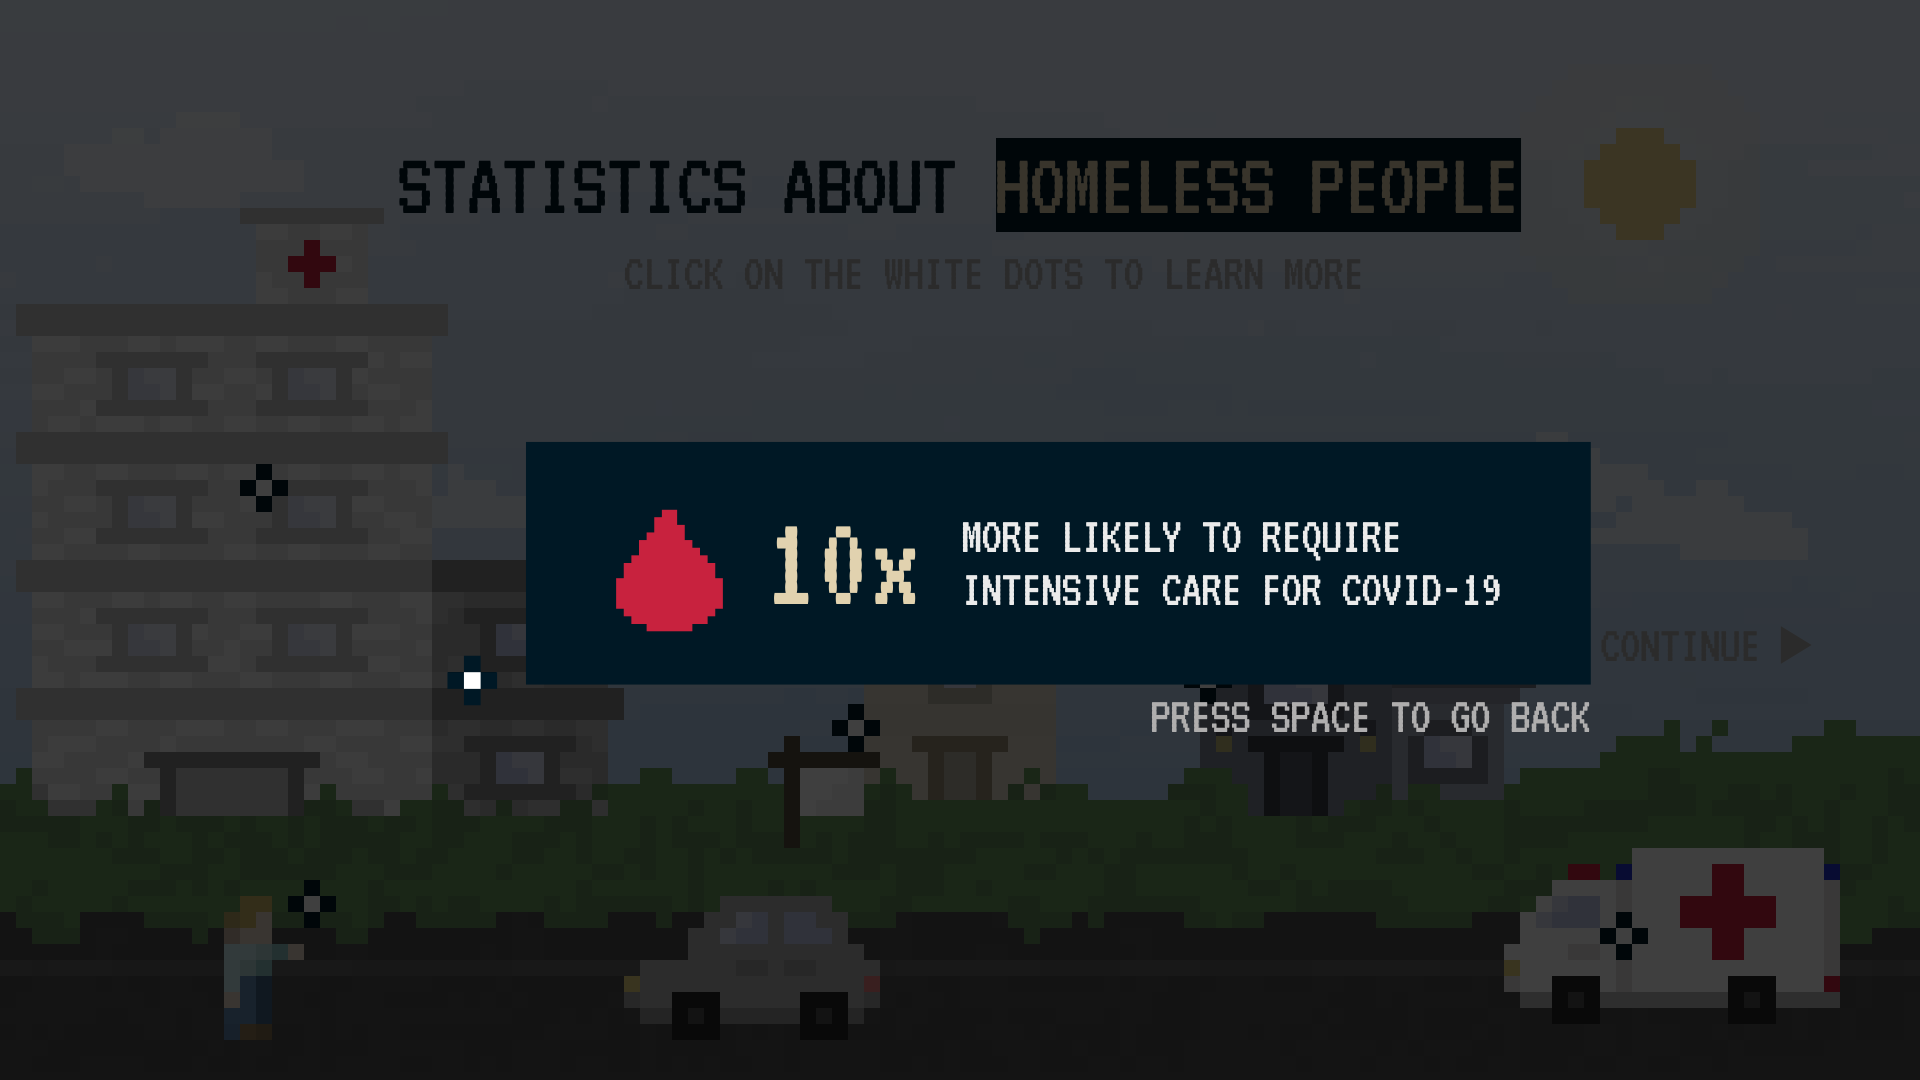 STATISTICS ABOUT HOMELESS PEOPLE
CLICK ON THE WHITE DOTS TO LEARN MORE
10x
MORE LIKELY TO REQUIRE
INTENSIVE CARE FOR COVID-19
CONTINUE
PRESS SPACE TO GO BACK